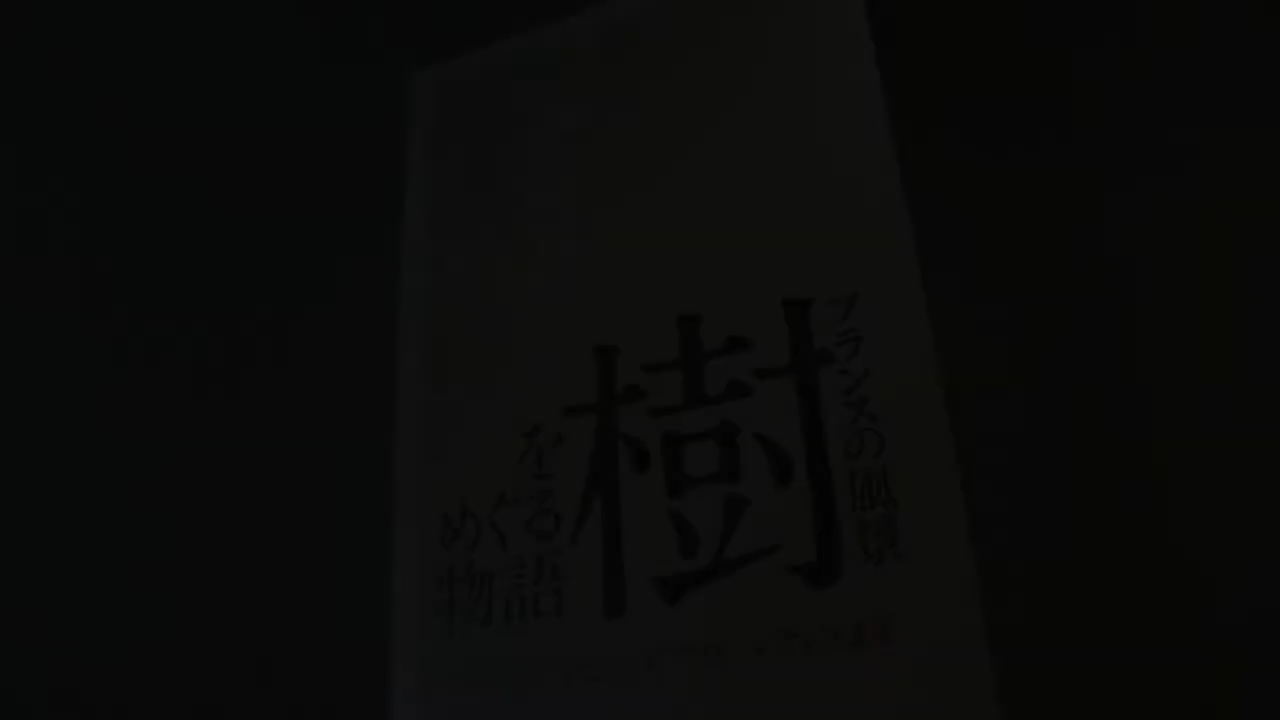 フランスの風景
樹
をめぐる
物語